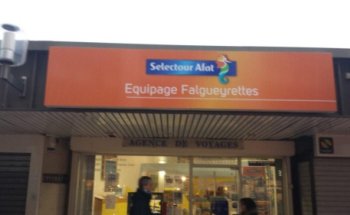 Selectour Afat
Equipage Falgueyrettes
AGENCE DE VOYAGES